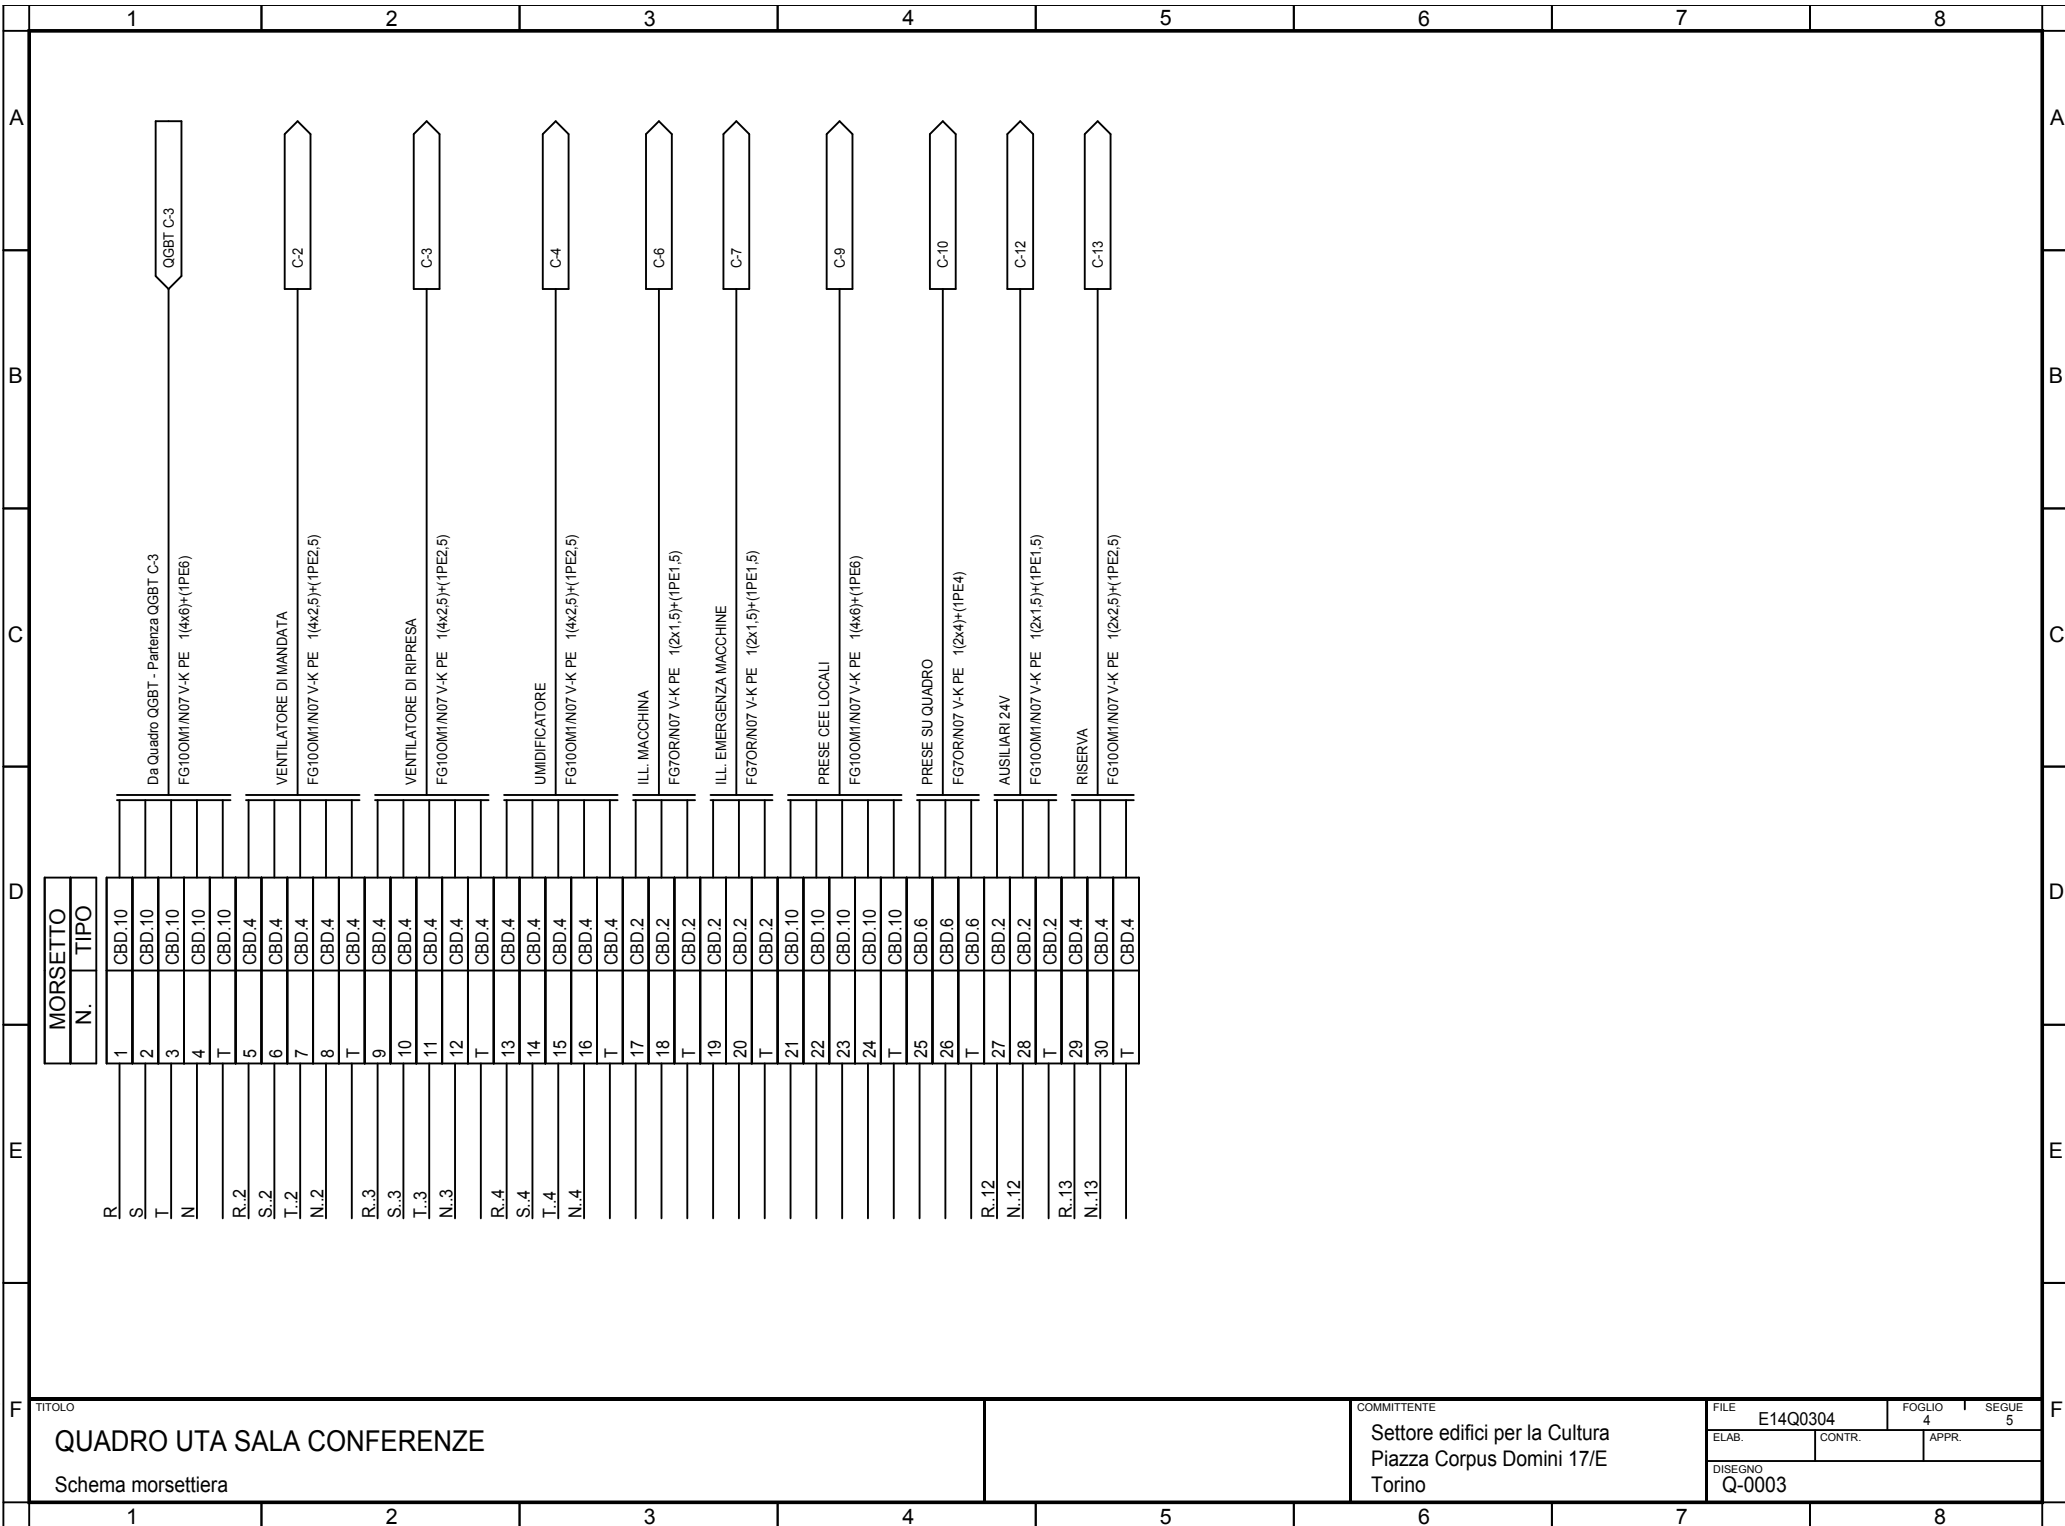 1 2 3 4 5 6 7 8
A A
B B
C C
D D
E E
F F
QGBT C-3
C-2
C-3
C-4
C-6
C-7
C-9
C-10
C-12
C-13
Da Quadro QGBT - Partenza QGBT C-3
FG10OM1/N07 V-K PE 1(4x6)+(1PE6)
VENTILATORE DI MANDATA
FG10OM1/N07 V-K PE 1(4x2,5)+(1PE2,5)
VENTILATORE DI RIPRESA
FG10OM1/N07 V-K PE 1(4x2,5)+(1PE2,5)
UMIDIFICATORE
FG10OM1/N07 V-K PE 1(4x2,5)+(1PE2,5)
ILL. MACCHINA
FG7OR/N07 V-K PE 1(2x1,5)+(1PE1,5)
ILL. EMERGENZA MACCHINE
FG7OR/N07 V-K PE 1(2x1,5)+(1PE1,5)
PRESE CEE LOCALI
FG10OM1/N07 V-K PE 1(4x6)+(1PE6)
PRESE SU QUADRO
FG7OR/N07 V-K PE 1(2x4)+(1PE4)
AUSILIARI 24V
FG10OM1/N07 V-K PE 1(2x1,5)+(1PE1,5)
RISERVA
FG10OM1/N07 V-K PE 1(2x2,5)+(1PE2,5)
MORSETTO
N. TIPO
R 1 CBD.10
S 2 CBD.10
T 3 CBD.10
N 4 CBD.10
T CBD.10
R..2 5 CBD.4
S..2 6 CBD.4
T..2 7 CBD.4
N..2 8 CBD.4
T CBD.4
R..3 9 CBD.4
S..3 10 CBD.4
T..3 11 CBD.4
N..3 12 CBD.4
T CBD.4
R..4 13 CBD.4
S..4 14 CBD.4
T..4 15 CBD.4
N..4 16 CBD.4
T CBD.4
17 CBD.2
18 CBD.2
T CBD.2
19 CBD.2
20 CBD.2
T CBD.2
21 CBD.10
22 CBD.10
23 CBD.10
24 CBD.10
T CBD.10
25 CBD.6
26 CBD.6
T CBD.6
R..12 27 CBD.2
N..12 28 CBD.2
T CBD.2
R..13 29 CBD.4
N..13 30 CBD.4
T CBD.4
TITOLO
QUADRO UTA SALA CONFERENZE
Schema morsettiera
COMMITTENTE
Settore edifici per la Cultura
Piazza Corpus Domini 17/E
Torino
FILE
E14Q0304
FOGLIO
4
SEGUE
5
ELAB. CONTR. APPR.
DISEGNO
Q-0003
1 2 3 4 5 6 7 8